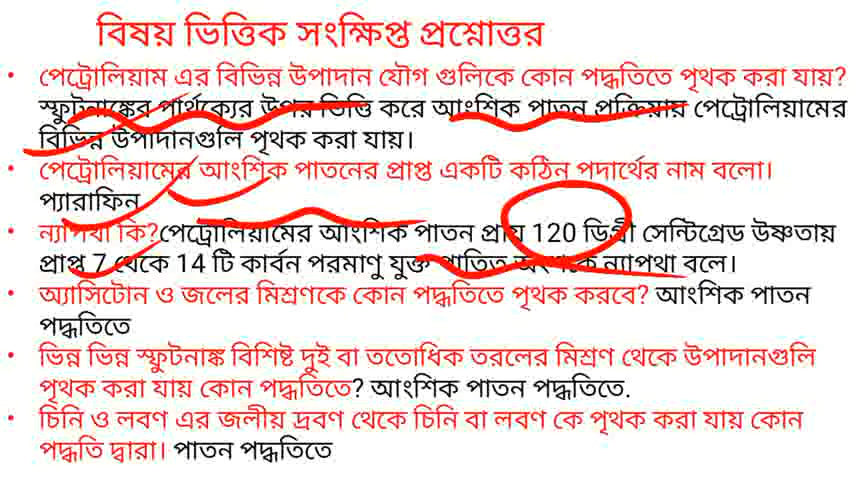 বিষয় ভিত্তিক সংক্ষিপ্ত প্রশ্নোত্তর
• পেট্রোলিয়াম এর বিভিন্ন উপাদান যৌগ গুলিকে কোন পদ্ধতিতে পৃথক করা যায়?
স্ফুটনাঙ্কের পার্থক্যের উপর ভিত্তি করে আংশিক পাতন প্রক্রিয়ায় পেট্রোলিয়ামের
বিভিন্ন উপাদানগুলি পৃথক করা যায়।
• পেট্রোলিয়ামের আংশিক পাতনের প্রাপ্ত একটি কঠিন পদার্থের নাম বলো।
প্যারাফিন
• ন্যাপথা কি?পেট্রোলিয়ামের আংশিক পাতন প্রায় 120 ডিগ্রী সেন্টিগ্রেড উষ্ণতায়
প্রাপ্ত 7 থেকে 14 টি কার্বন পরমাণু যুক্ত পাতিত অংশকে ন্যাপথা বলে।
• অ্যাসিটোন ও জলের মিশ্রণকে কোন পদ্ধতিতে পৃথক করবে? আংশিক পাতন
পদ্ধতিতে
• ভিন্ন ভিন্ন স্ফুটনাঙ্ক বিশিষ্ট দুই বা ততোধিক তরলের মিশ্রণ থেকে উপাদানগুলি
পৃথক করা যায় কোন পদ্ধতিতে? আংশিক পাতন পদ্ধতিতে.
• চিনি ও লবণ এর জলীয় দ্রবণ থেকে চিনি বা লবণ কে পৃথক করা যায় কোন
পদ্ধতি দ্বারা। পাতন পদ্ধতিতে